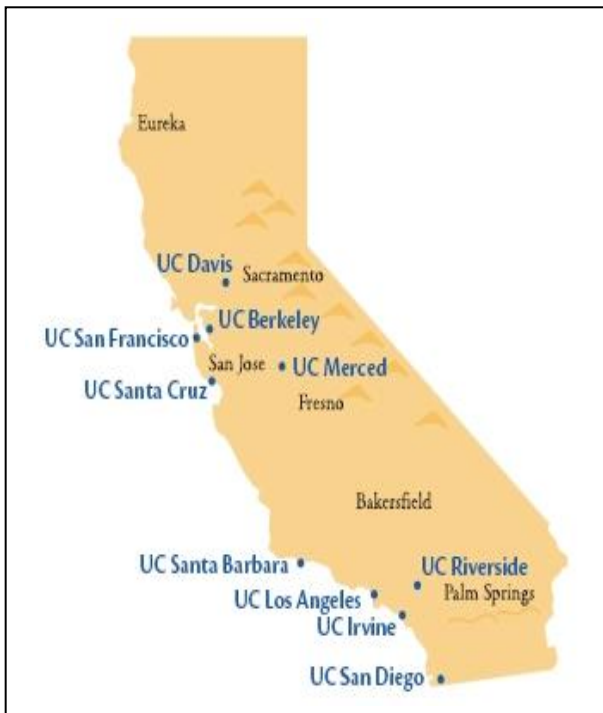 Eureka
UC Davis
Sacramento
UC Berkeley
UC San Francisco
San Jose
UC Merced
UC Santa Cruz
Fresno
Bakersfield
UC Santa Barbara
UC Riverside
UC Los Angeles
Palm Springs
UC Irvine
UC San Diego